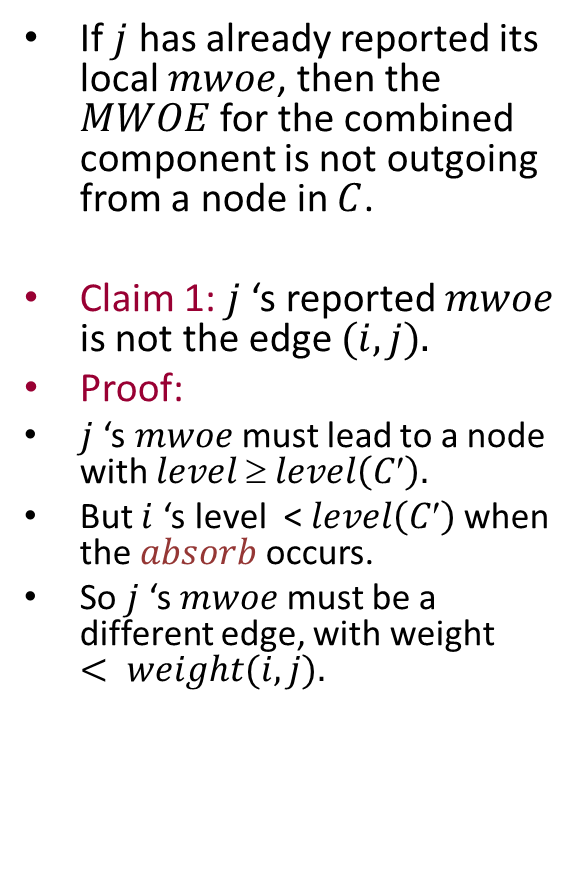 • If j has already reported its
local mwoe, then the
MWOE for the combined
component is not outgoing
from a node in C.
• Claim 1: j ‘s reported mwoe
is not the edge (i, j).
• Proof:
• j ‘s mwoe must lead to a node
with level ≥ level(C′).
• But i ‘s level < level(C′) when
the absorb occurs.
• So j ‘s mwoe must be a
different edge, with weight
< weight(i, j).